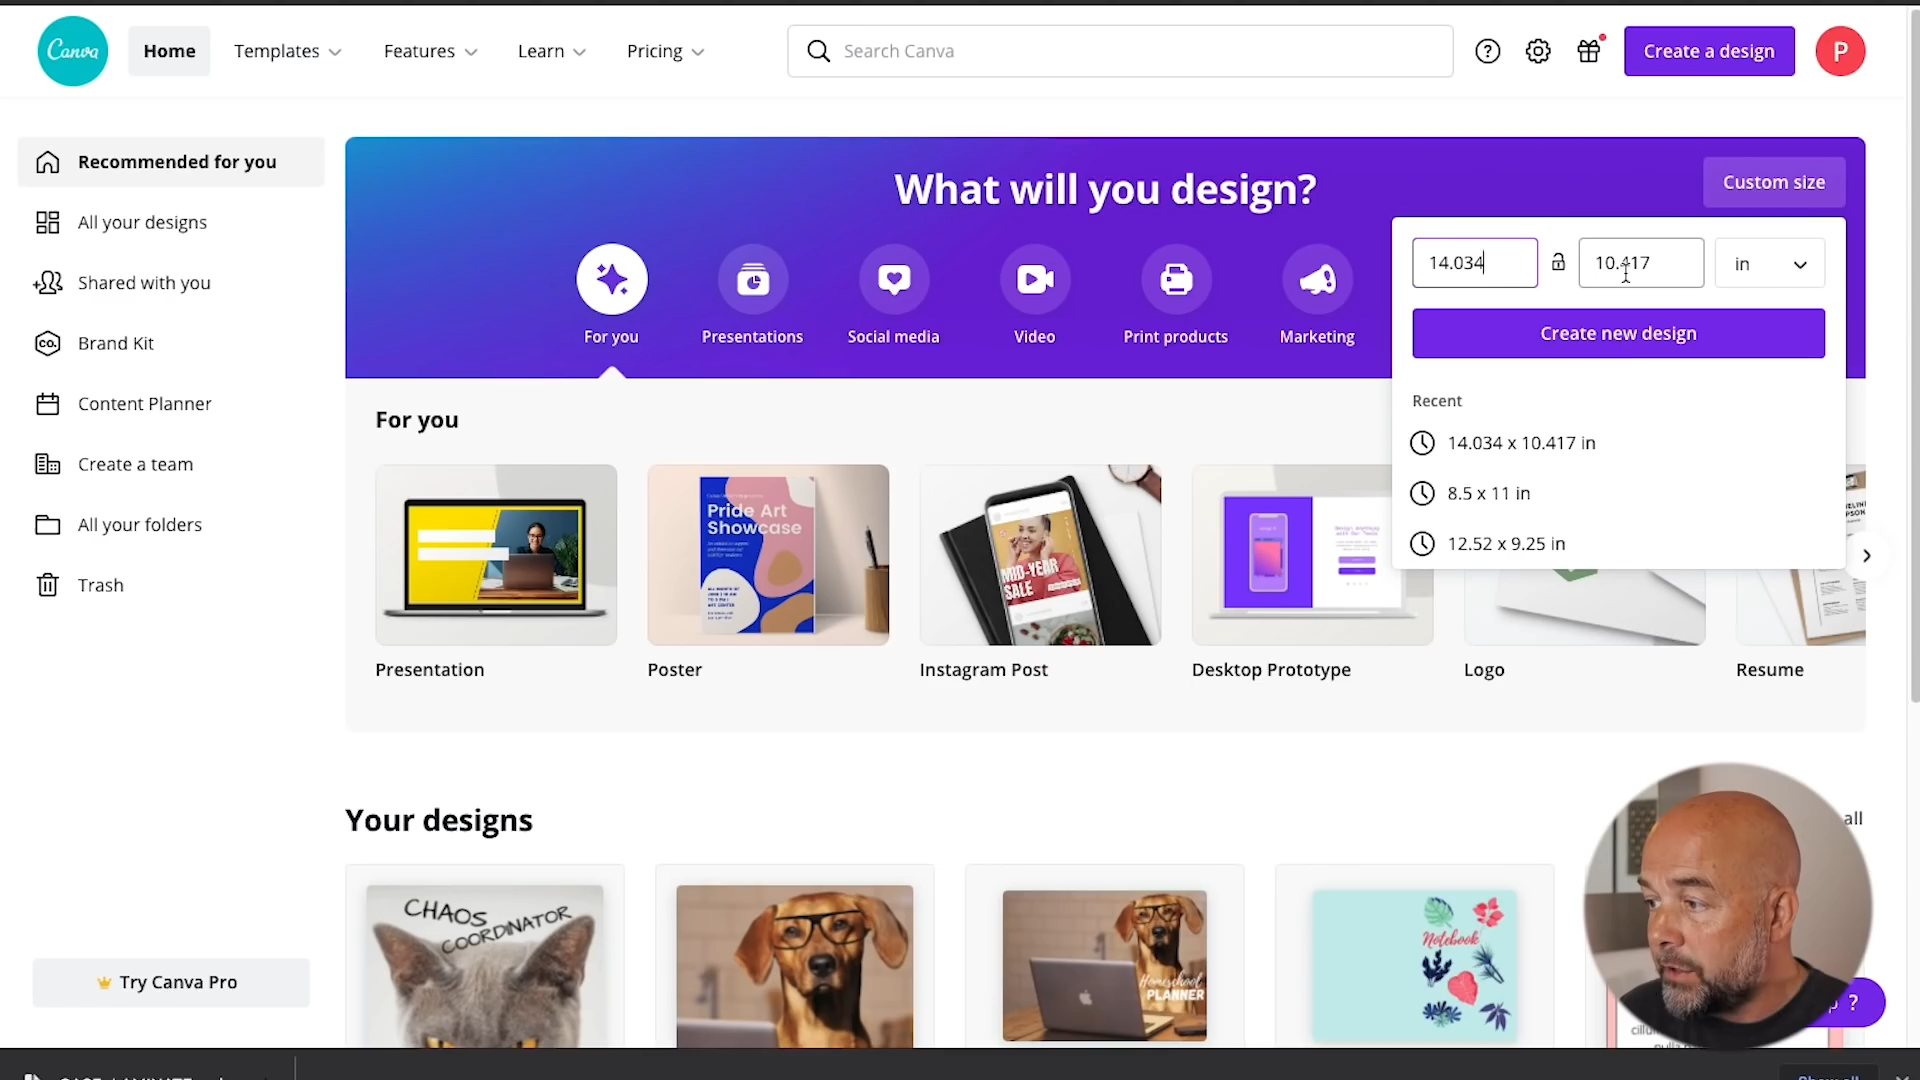 Canva
Home
Templates
Features
Learn
Pricing
Search Canva
Create a design
P
Recommended for you
All your designs
Shared with you
Brand Kit
Content Planner
Create a team
All your folders
Trash
Try Canva Pro
What will you design?
Custom size
For you
Presentations
Social media
Video
Print products
Marketing
14.034
10.417
in
Create new design
Recent
14.034 x 10.417 in
8.5 x 11 in
12.52 x 9.25 in
For you
Pride Art
Showcase
MID-YEAR
SALE
Presentation
Poster
Instagram Post
Desktop Prototype
Logo
Resume
Your designs
all
CHAOS
COORDINATOR
Homeschool
PLANNER
Notebook
?